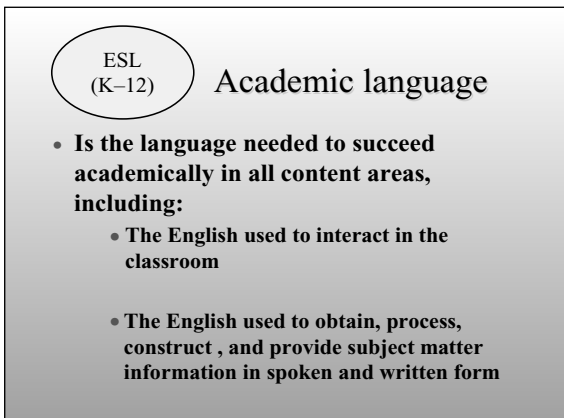 ESL
(K–12)
Academic language
• Is the language needed to succeed
academically in all content areas,
including:
• The English used to interact in the
classroom
• The English used to obtain, process,
construct , and provide subject matter
information in spoken and written form